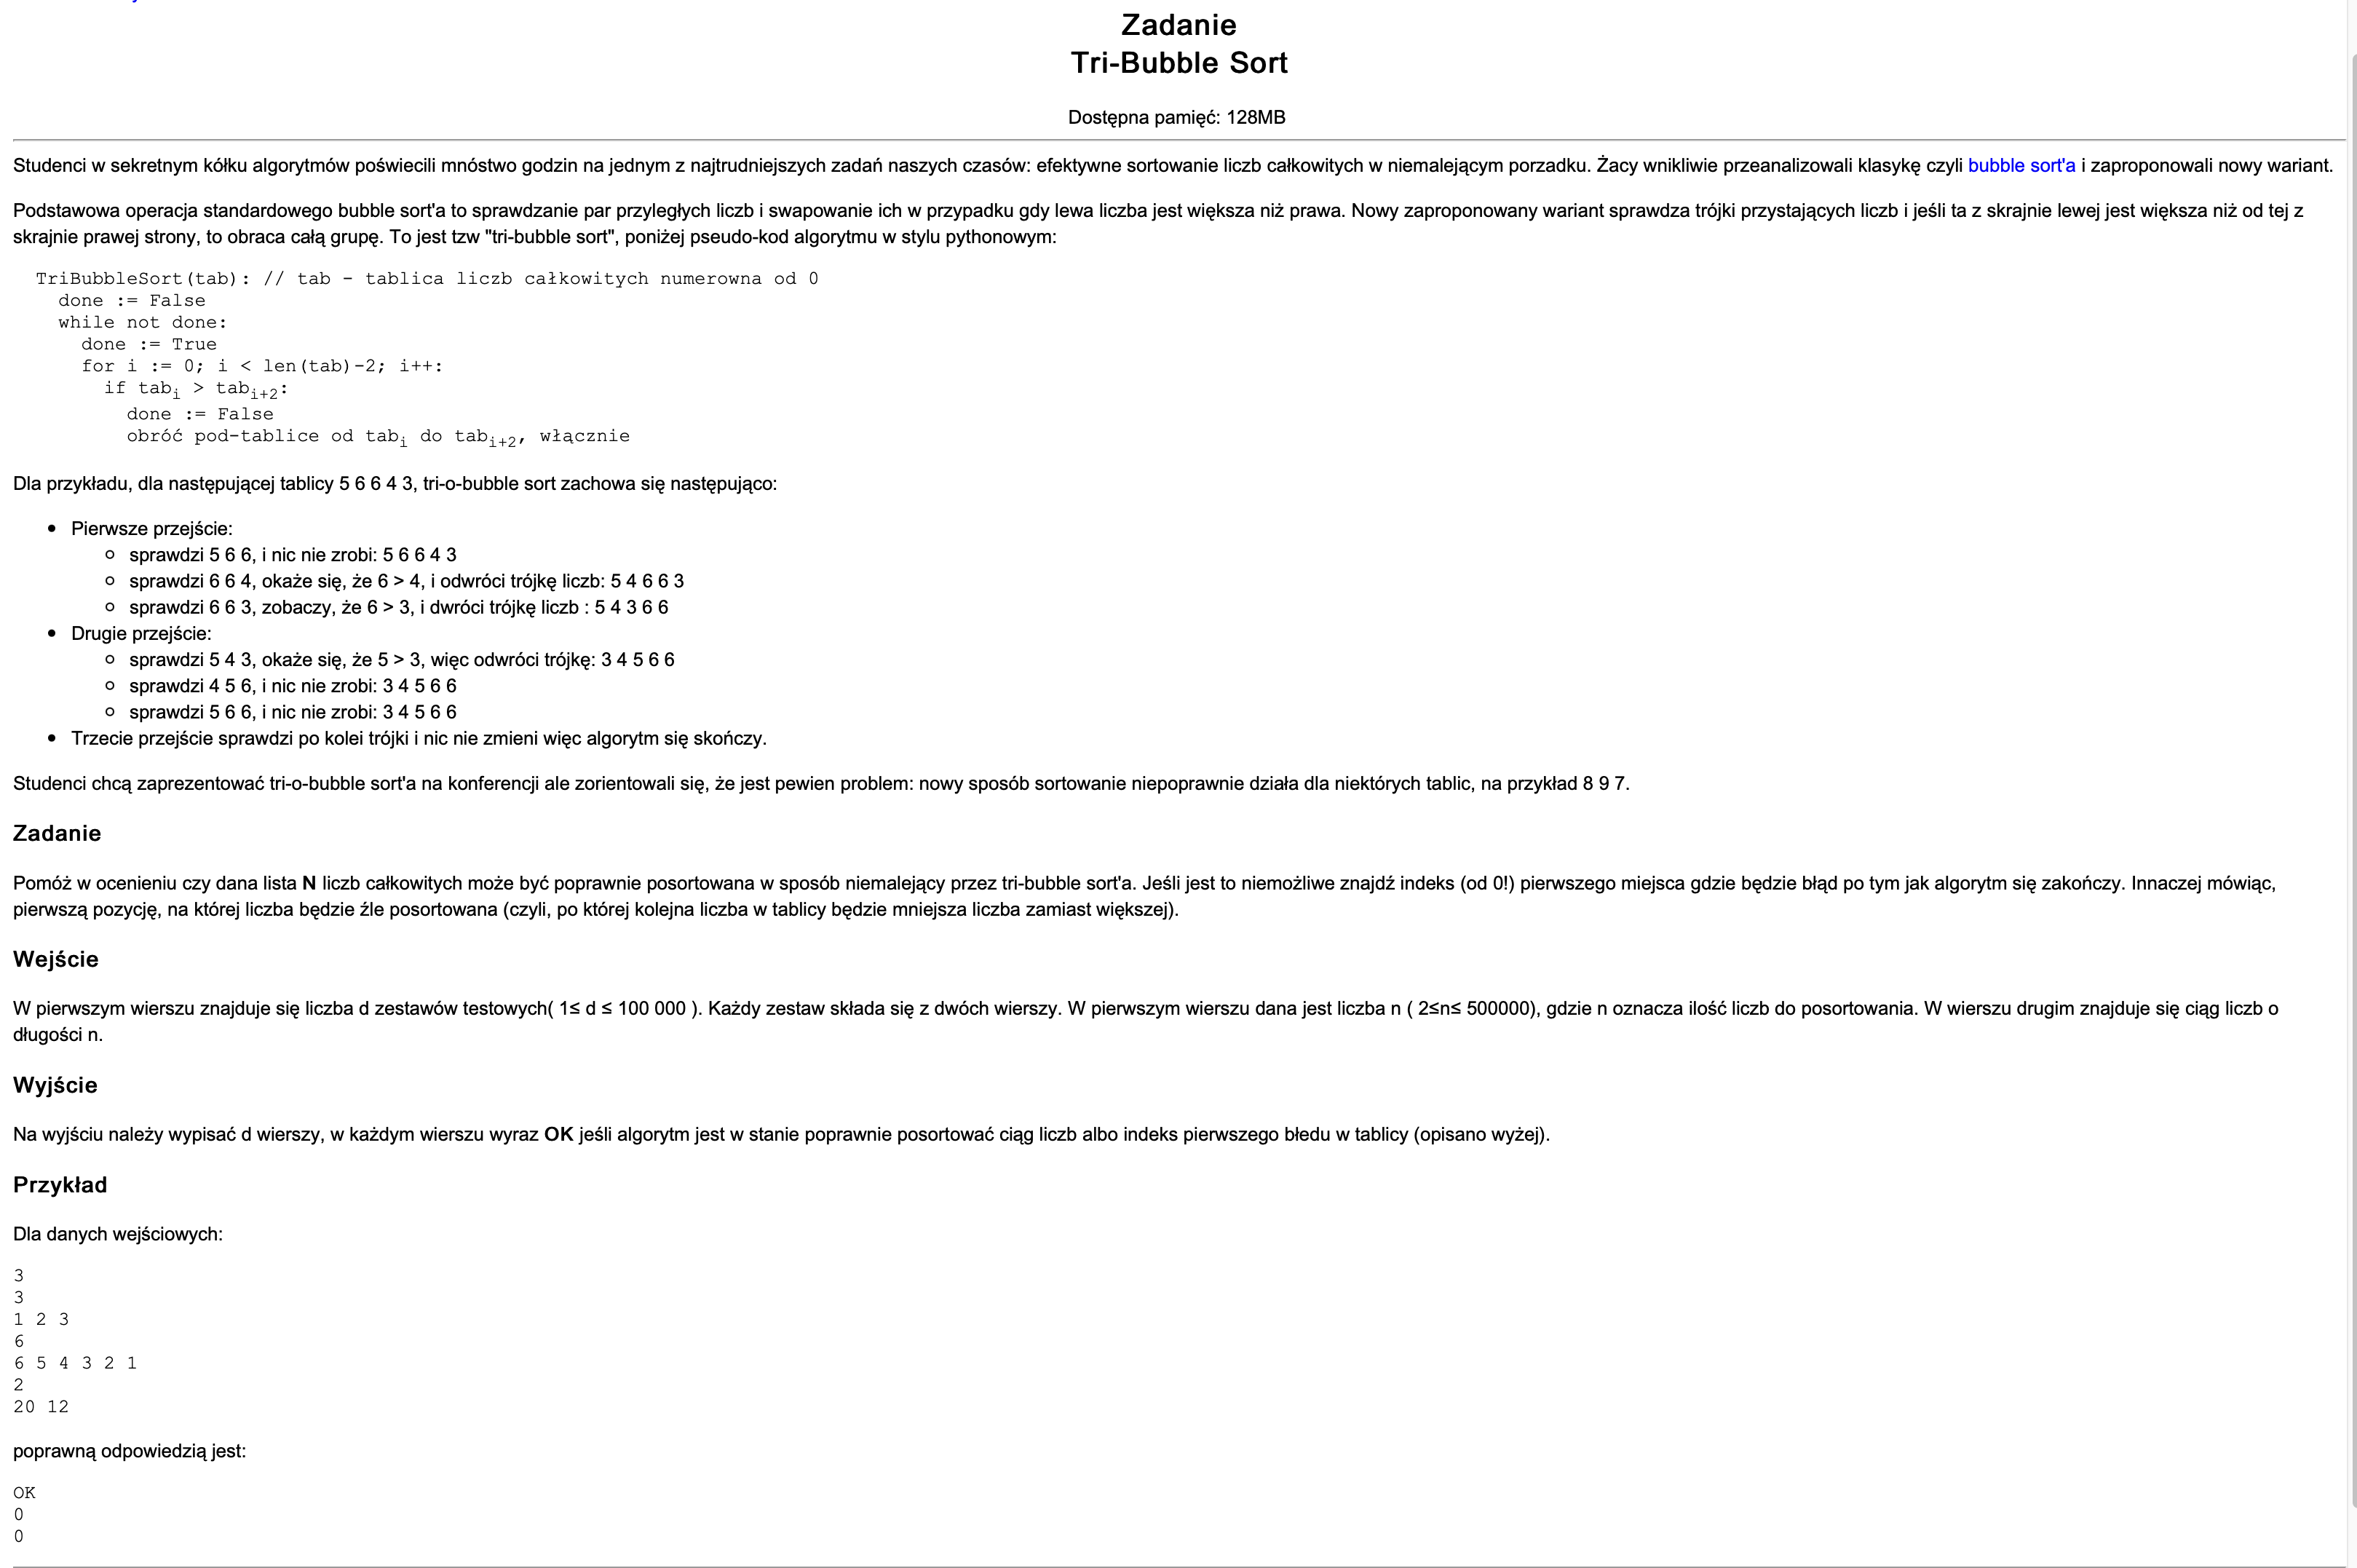 Zadanie
Tri-Bubble Sort
Dostępna pamięć: 128MB
Studenci w sekretnym kółku algorytmów poświecili mnóstwo godzin na jednym z najtrudniejszych zadań naszych czasów: efektywne sortowanie liczb całkowitych w niemalejącym porzadku. Żacy wnikliwie przeanalizowali klasykę czyli bubble sort'a i zaproponowali nowy wariant.
Podstawowa operacja standardowego bubble sort'a to sprawdzanie par przyległych liczb i swapowanie ich w przypadku gdy lewa liczba jest większa niż prawa. Nowy zaproponowany wariant sprawdza trójki przystających liczb i jeśli ta z skrajnie lewej jest większa niż od tej z
skrajnie prawej strony, to obraca całą grupę. To jest tzw "tri-bubble sort", poniżej pseudo-kod algorytmu w stylu pythonowym:
TriBubbleSort(tab): // tab - tablica liczb całkowitych numerowna od 0
done := False
while not done:
done := True
for i := 0; i < len(tab)-2; i++:
if tabi > tabi+2:
done := False
obróć pod-tablice od tabi do tabi+2, włącznie
Dla przykładu, dla następującej tablicy 5 6 6 4 3, tri-o-bubble sort zachowa się następująco:
• Pierwsze przejście:
o sprawdzi 5 6 6, i nic nie zrobi: 5 6 6 4 3
o sprawdzi 6 6 4, okaże się, że 6 > 4, i odwróci trójkę liczb: 5 4 6 6 3
o sprawdzi 6 6 3, zobaczy, że 6 > 3, i dwróci trójkę liczb : 5 4 3 6 6
• Drugie przejście:
o sprawdzi 5 4 3, okaże się, że 5 > 3, więc odwróci trójkę: 3 4 5 6 6
o sprawdzi 4 5 6, i nic nie zrobi: 3 4 5 6 6
o sprawdzi 5 6 6, i nic nie zrobi: 3 4 5 6 6
• Trzecie przejście sprawdzi po kolei trójki i nic nie zmieni więc algorytm się skończy.
Studenci chcą zaprezentować tri-o-bubble sort'a na konferencji ale zorientowali się, że jest pewien problem: nowy sposób sortowanie niepoprawnie działa dla niektórych tablic, na przykład 8 9 7.
Zadanie
Pomóż w ocenieniu czy dana lista N liczb całkowitych może być poprawnie posortowana w sposób niemalejący przez tri-bubble sort'a. Jeśli jest to niemożliwe znajdź indeks (od 0!) pierwszego miejsca gdzie będzie błąd po tym jak algorytm się zakończy. Innaczej mówiąc,
pierwszą pozycję, na której liczba będzie źle posortowana (czyli, po której kolejna liczba w tablicy będzie mniejsza liczba zamiast większej).
Wejście
W pierwszym wierszu znajduje się liczba d zestawów testowych( 1≤ d ≤ 100 000 ). Każdy zestaw składa się z dwóch wierszy. W pierwszym wierszu dana jest liczba n ( 2≤n≤ 500000), gdzie n oznacza ilość liczb do posortowania. W wierszu drugim znajduje się ciąg liczb o
długości n.
Wyjście
Na wyjściu należy wypisać d wierszy, w każdym wierszu wyraz OK jeśli algorytm jest w stanie poprawnie posortować ciąg liczb albo indeks pierwszego błedu w tablicy (opisano wyżej).
Przykład
Dla danych wejściowych:
3
3
1 2 3
6
6 5 4 3 2 1
2
20 12
poprawną odpowiedzią jest:
OK
0
0